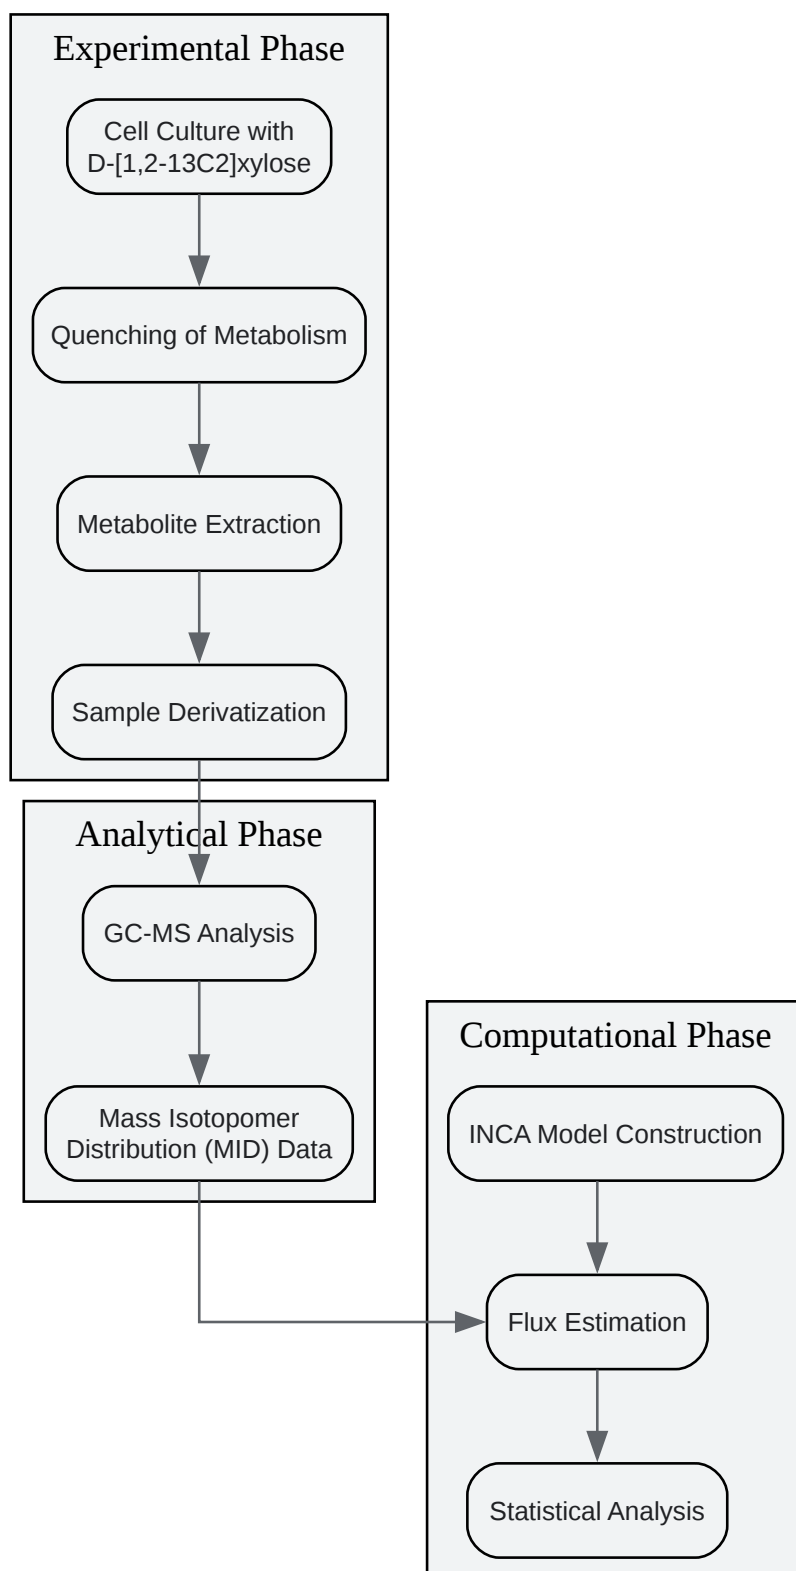 Experimental Phase
Cell Culture with
D-[1,2-13C2]xylose
Quenching of Metabolism
Metabolite Extraction
Sample Derivatization
Analytical Phase
GC-MS Analysis
Mass Isotopomer
Distribution (MID) Data
Computational Phase
INCA Model Construction
Flux Estimation
Statistical Analysis